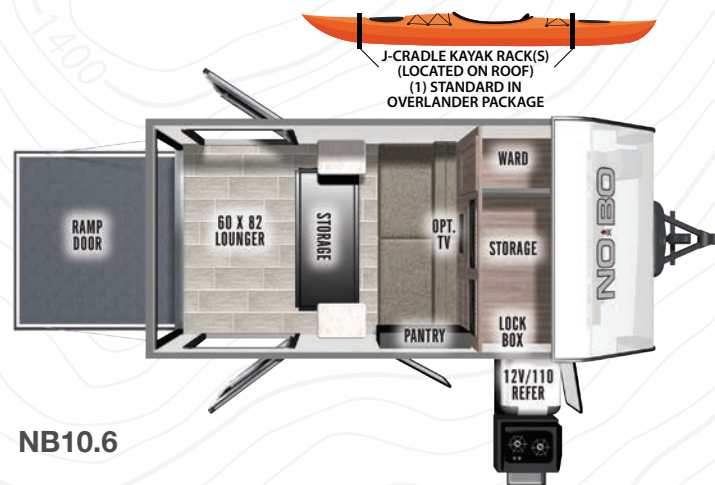 J-CRADLE KAYAK RACK(S)
(LOCATED ON ROOF)
(1) STANDARD IN
OVERLANDER PACKAGE
1400
WARD
RAMP
DOOR
60 X 82
LOUNGER
STORAGE
OPT.
TV
STORAGE
NO BO
PANTRY
LOCK
BOX
12V/110
REFER
NB10.6